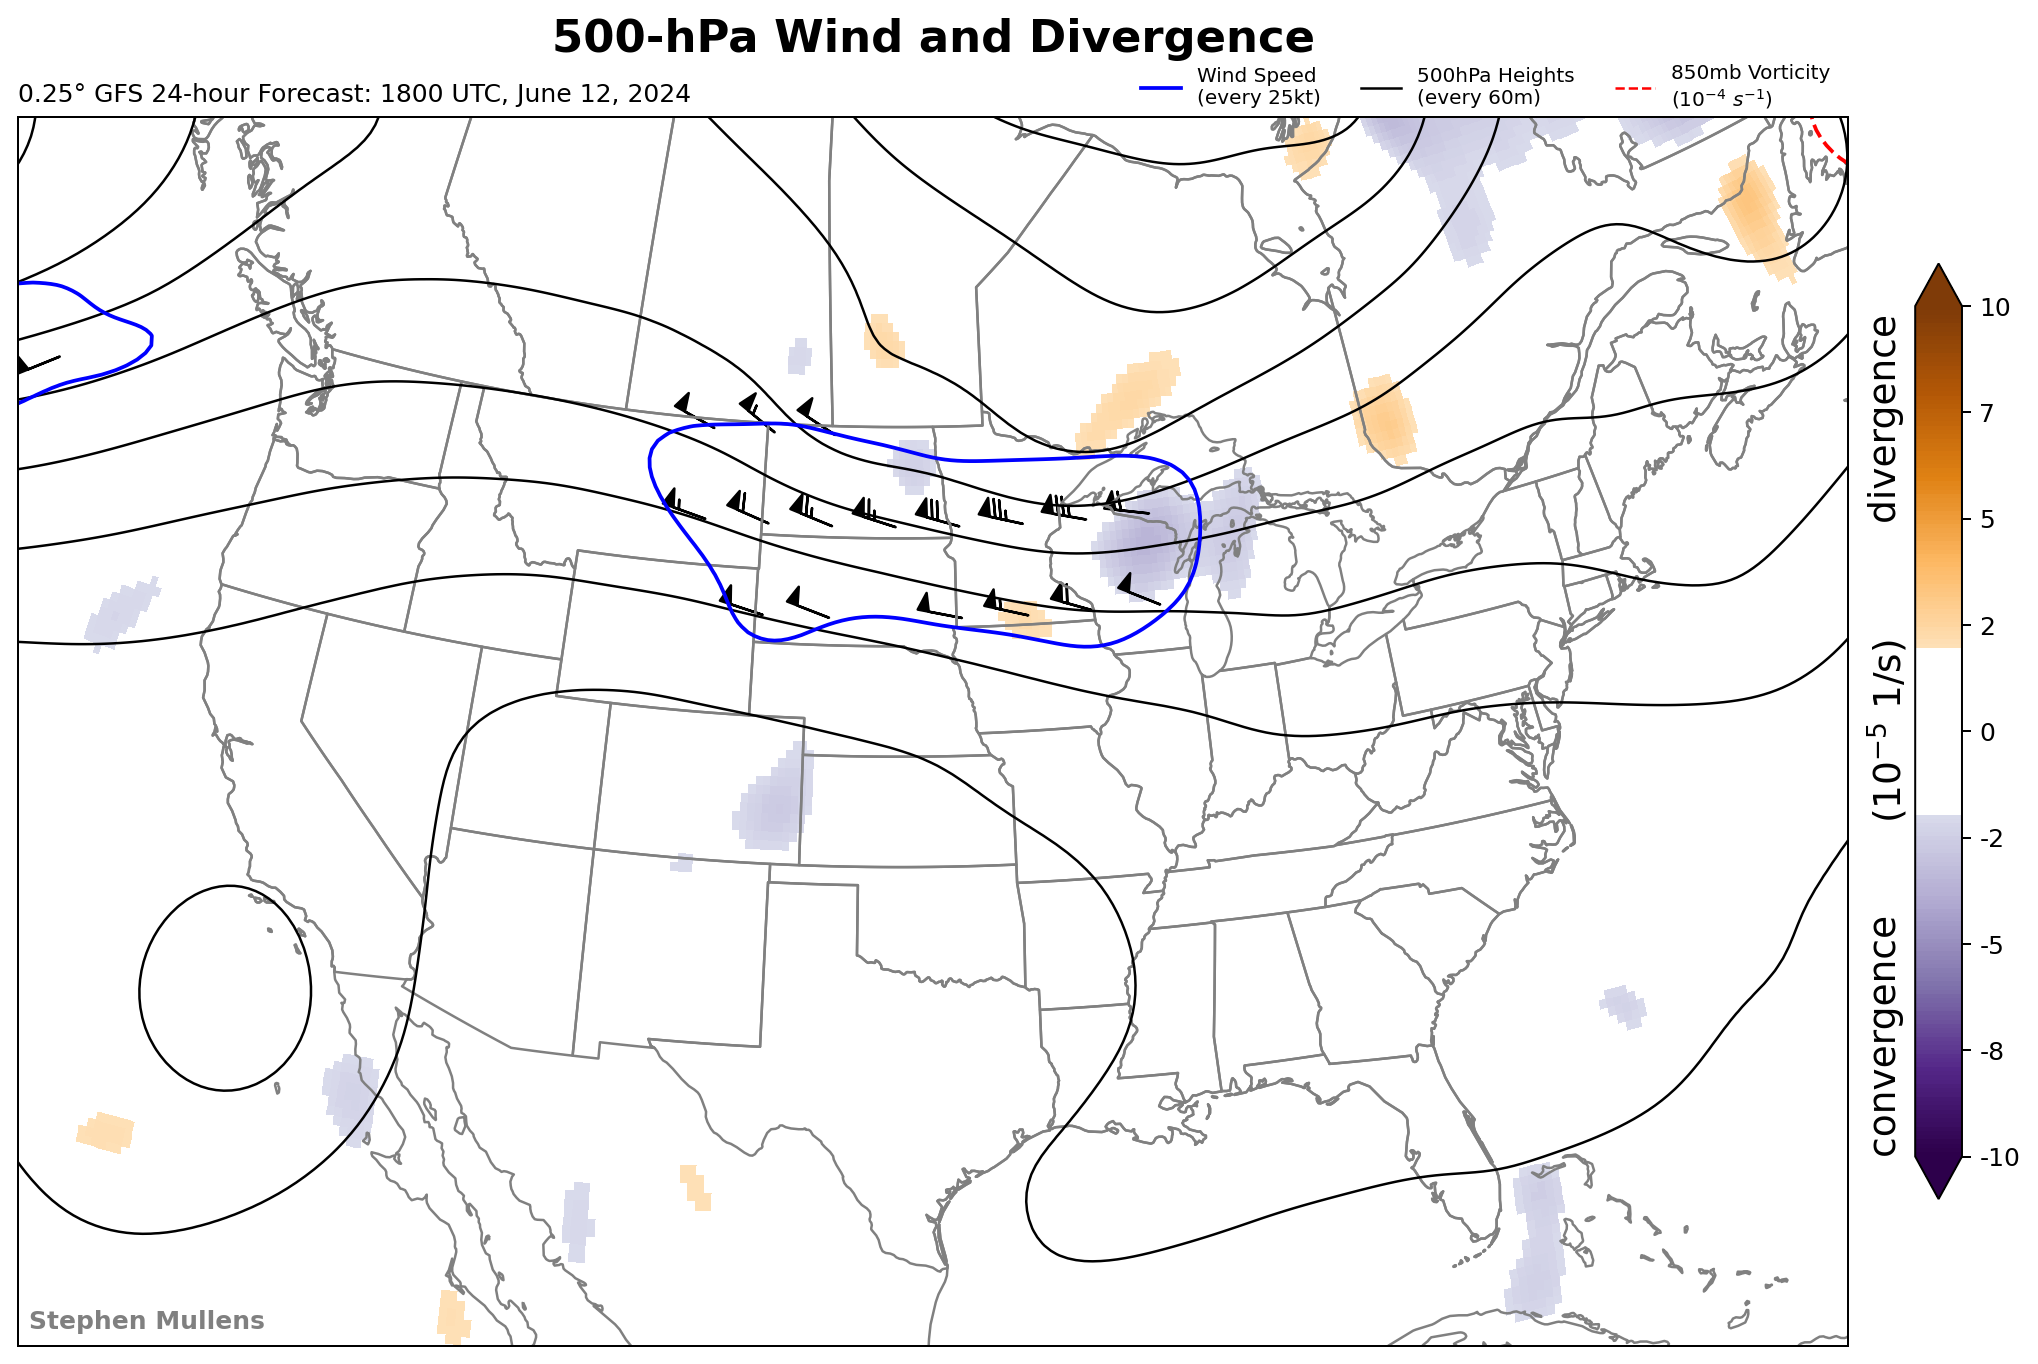 500-hPa Wind and Divergence
0.25° GFS 24-hour Forecast: 1800 UTC, June 12, 2024
Wind Speed
(every 25kt)
500hPa Heights
(every 60m)
850mb Vorticity
(10⁻⁴ s⁻¹)
10
7
5
2
0
-2
-5
-8
-10
convergence (10⁻⁵ 1/s) divergence
Stephen Mullens